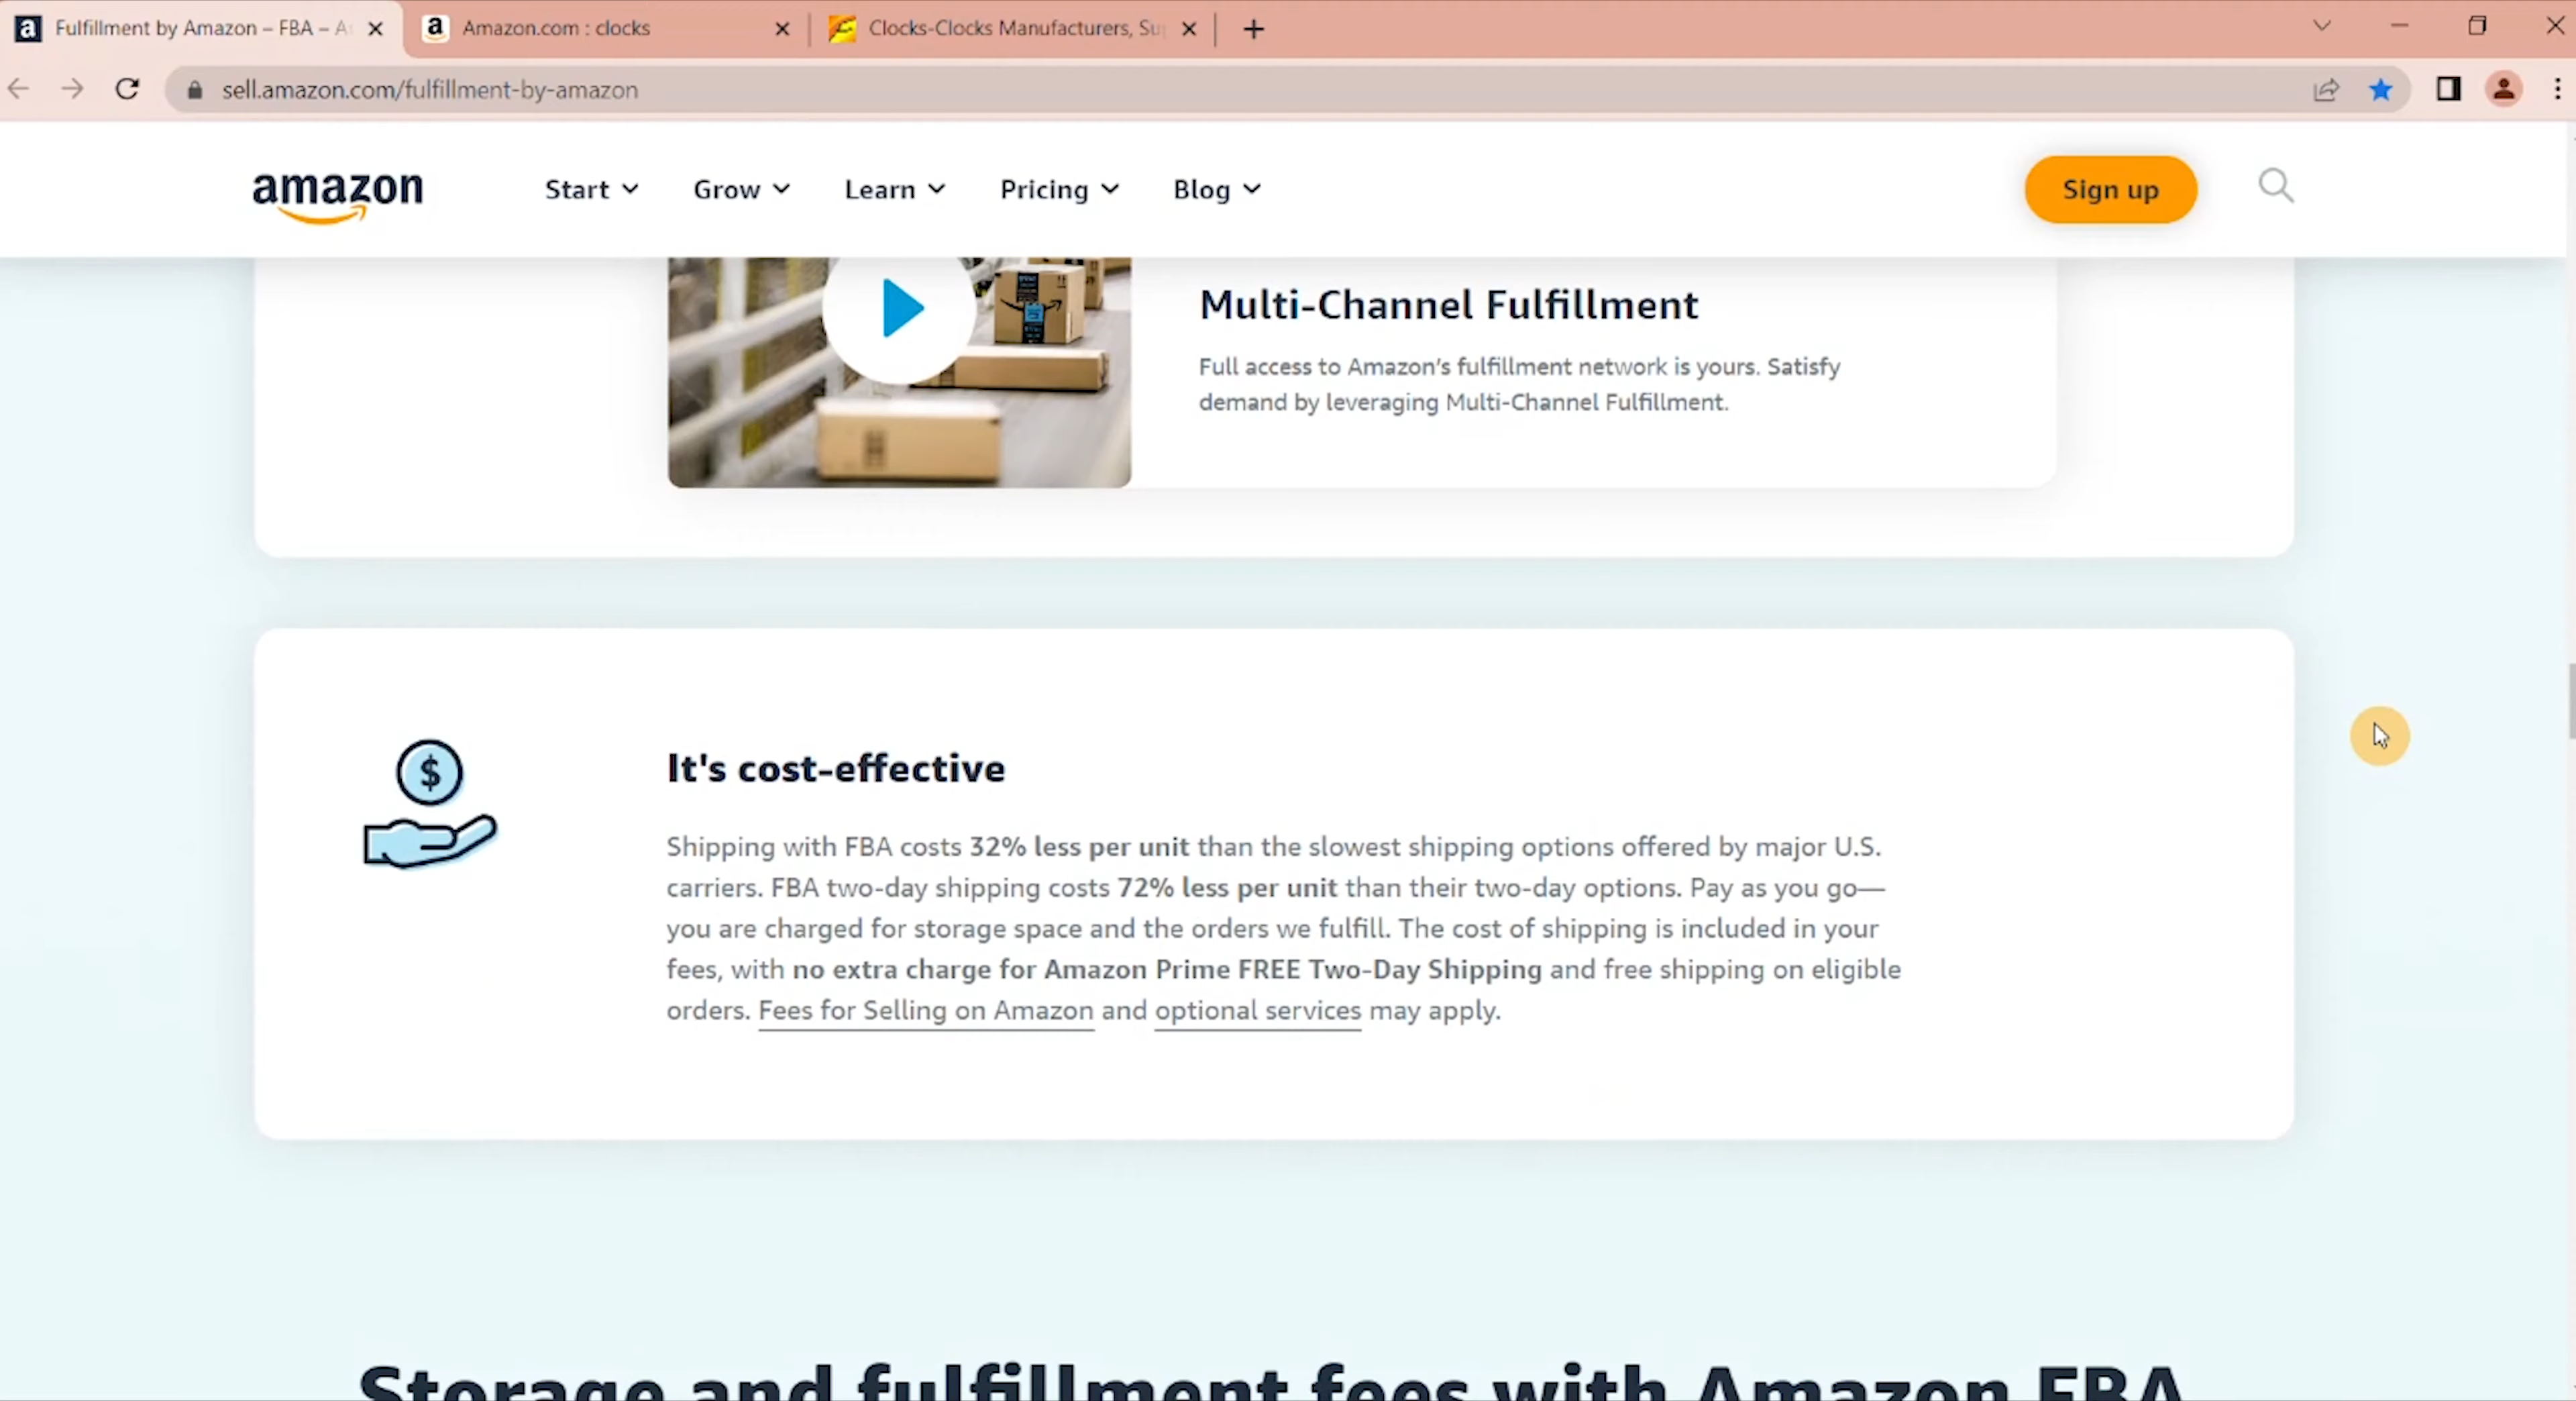 Fulfillment by Amazon – FBA – A
Amazon.com : clocks
Clocks-Clocks Manufacturers, Su
sell.amazon.com/fulfillment-by-amazon
amazon
Start
Grow
Learn
Pricing
Blog
Sign up
Multi-Channel Fulfillment
Full access to Amazon's fulfillment network is yours. Satisfy
demand by leveraging Multi-Channel Fulfillment.
$
It's cost-effective
Shipping with FBA costs 32% less per unit than the slowest shipping options offered by major U.S.
carriers. FBA two-day shipping costs 72% less per unit than their two-day options. Pay as you go—
you are charged for storage space and the orders we fulfill. The cost of shipping is included in your
fees, with no extra charge for Amazon Prime FREE Two-Day Shipping and free shipping on eligible
orders. Fees for Selling on Amazon and optional services may apply.
Storage and fulfillment fees with Amazon FBA